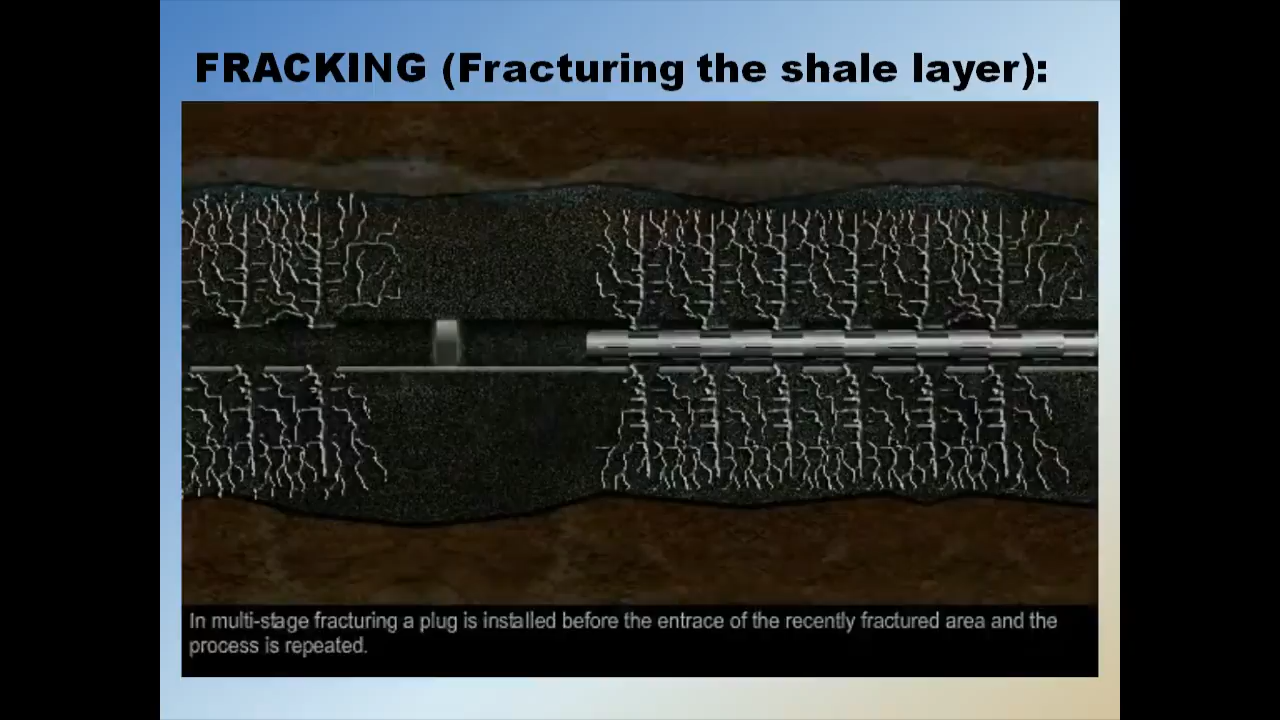 FRACKING (Fracturing the shale layer):
In multi-stage fracturing a plug is installed before the entrace of the recently fractured area and the
process is repeated.